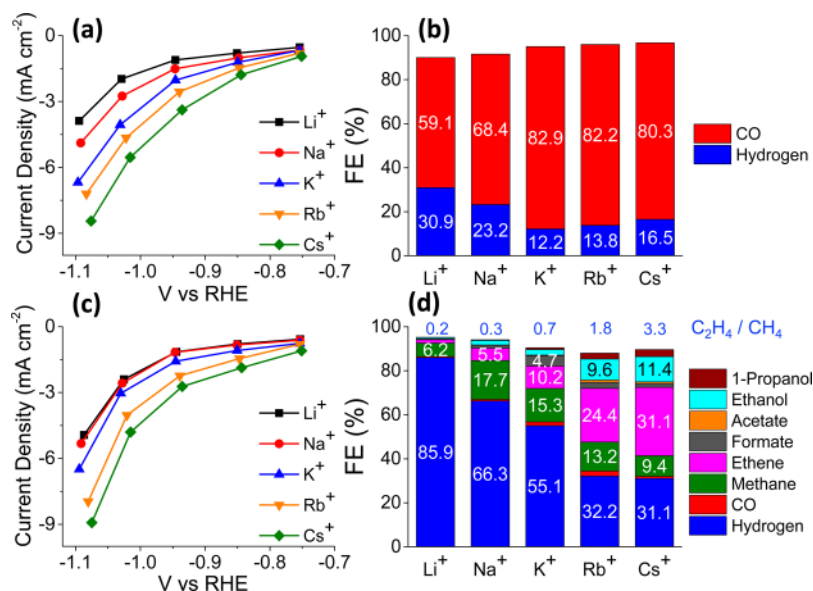 (a)
Current Density (mA cm⁻²)
0
-3
-6
-9
-1.1 -1.0 -0.9 -0.8 -0.7
V vs RHE
Li⁺
Na⁺
K⁺
Rb⁺
Cs⁺
(b)
FE (%)
100
80
60
40
20
0
59.1 68.4 82.9 82.2 80.3
30.9 23.2 12.2 13.8 16.5
Li⁺ Na⁺ K⁺ Rb⁺ Cs⁺
CO
Hydrogen
(c)
Current Density (mA cm⁻²)
0
-3
-6
-9
-1.1 -1.0 -0.9 -0.8 -0.7
V vs RHE
Li⁺
Na⁺
K⁺
Rb⁺
Cs⁺
(d)
FE (%)
100
80
60
40
20
0
0.2 0.3 0.7 1.8 3.3 C₂H₄ / CH₄
6.2
85.9
5.5
17.7
66.3
4.7
10.2
15.3
55.1
9.6
24.4
13.2
32.2
11.4
31.1
9.4
31.1
Li⁺ Na⁺ K⁺ Rb⁺ Cs⁺
1-Propanol
Ethanol
Acetate
Formate
Ethene
Methane
CO
Hydrogen